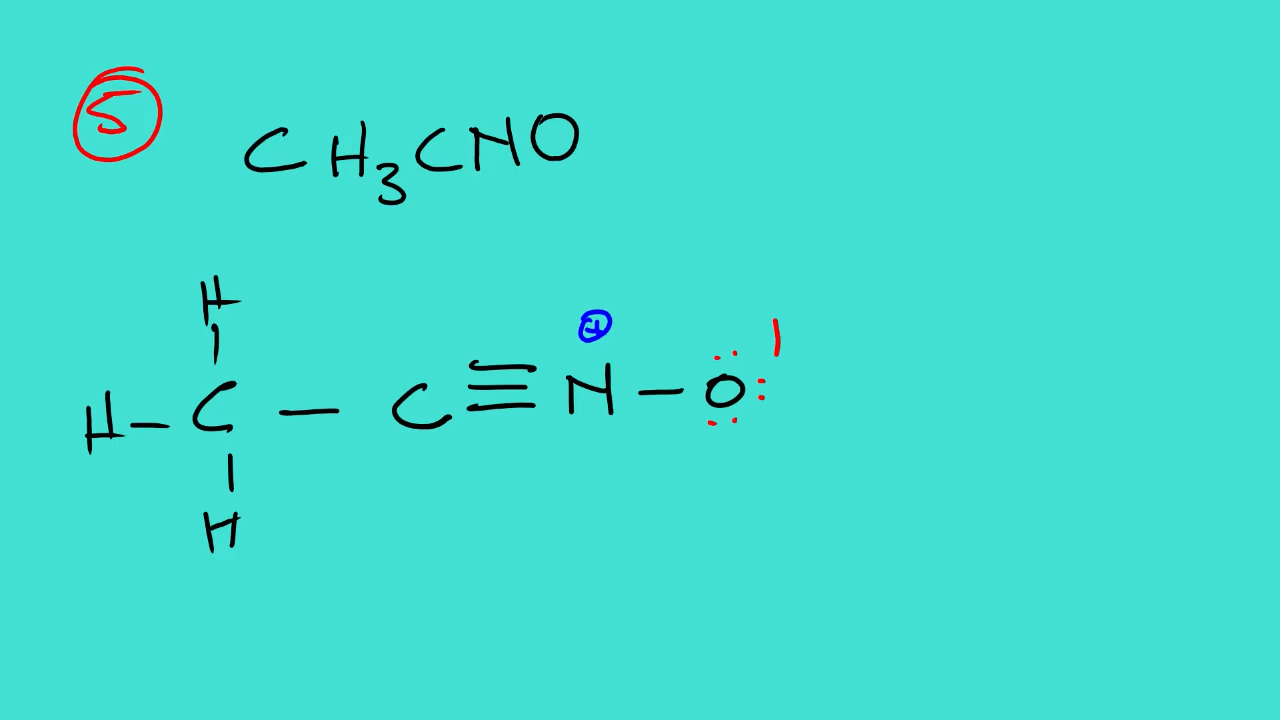 5 CH₃CNO
H
H-C-C≡N-O
H
+